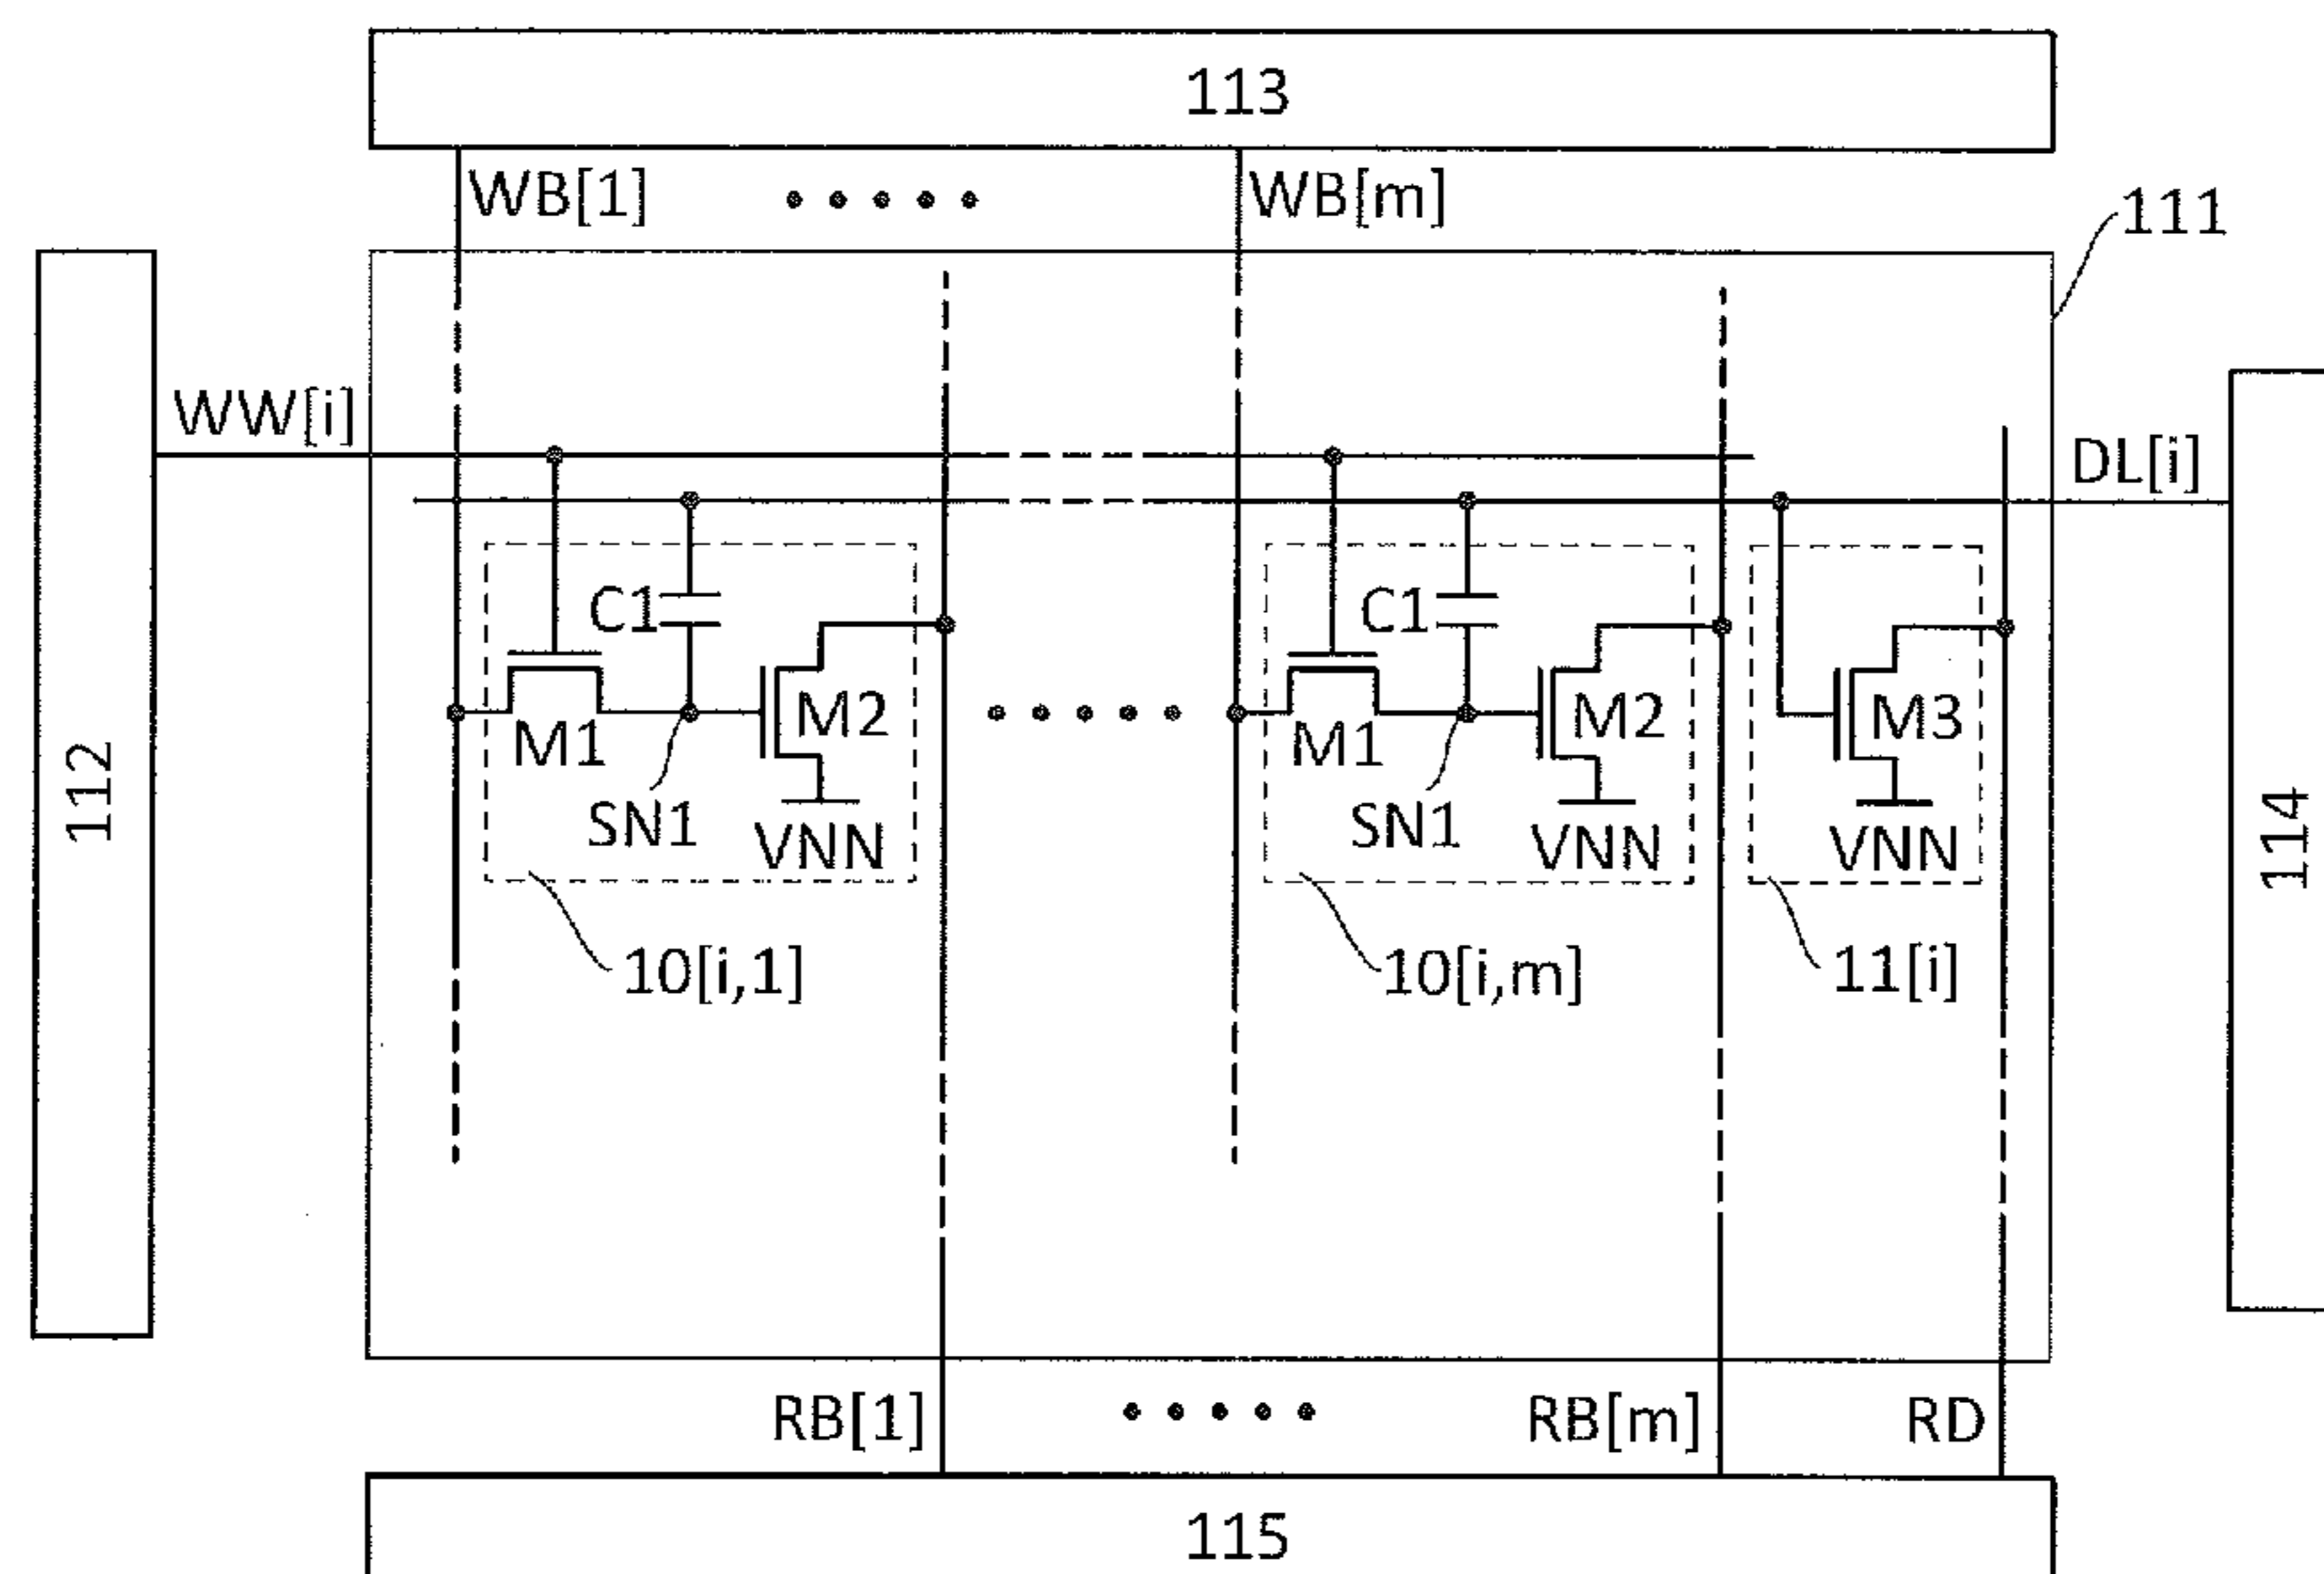 113
WB[1]
WB[m]
111
WW[i]
DL[i]
C1
C1
M1
M2
M1
M2
M3
112
SN1
VNN
SN1
VNN
VNN
114
10[i,1]
10[i,m]
11[i]
RB[1]
RB[m]
RD
115